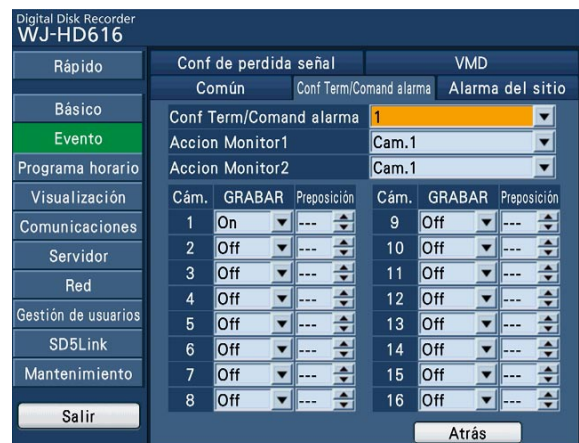 Digital Disk Recorder
WJ-HD616
Rápido
Básico
Evento
Programa horario
Visualización
Comunicaciones
Servidor
Red
Gestión de usuarios
SD5Link
Mantenimiento
Salir
Conf de perdida señal VMD
Común Conf Term/Comand alarma Alarma del sitio
Conf Term/Comand alarma 1
Accion Monitor1 Cam.1
Accion Monitor2 Cam.1
Cám. GRABAR Preposición Cám. GRABAR Preposición
1 On --- 9 Off ---
2 Off --- 10 Off ---
3 Off --- 11 Off ---
4 Off --- 12 Off ---
5 Off --- 13 Off ---
6 Off --- 14 Off ---
7 Off --- 15 Off ---
8 Off --- 16 Off ---
Atrás